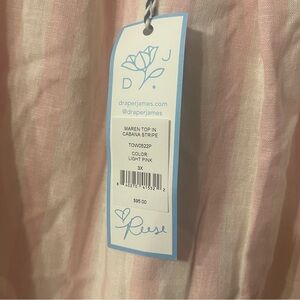 D J
draperjames.com
@draperjames
MAREN TOP IN
CABANA STRIPE
TOW0522P
COLOR:
LIGHT PINK
3X
$95.00
Reese